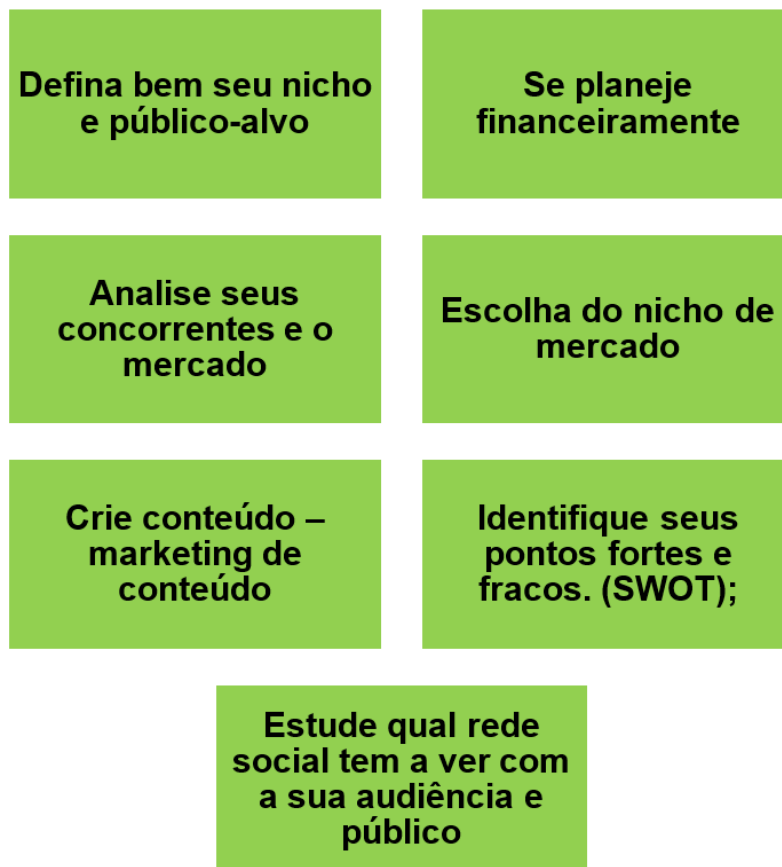 Defina bem seu nicho
e público-alvo
Se planeje
financeiramente
Analise seus
concorrentes e o
mercado
Escolha do nicho de
mercado
Crie conteúdo –
marketing de
conteúdo
Identifique seus
pontos fortes e
fracos. (SWOT);
Estude qual rede
social tem a ver com
a sua audiência e
público